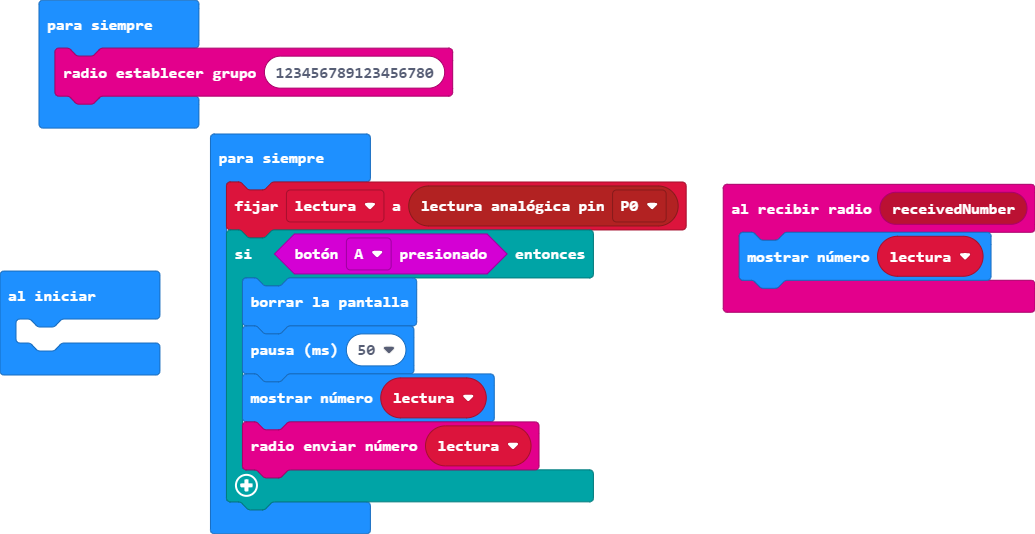 para siempre
radio establecer grupo 123456789123456780
para siempre
fijar lectura a lectura analógica pin P0
si botón A presionado entonces
borrar la pantalla
pausa (ms) 50
mostrar número lectura
radio enviar número lectura
al recibir radio receivedNumber
mostrar número lectura
al iniciar